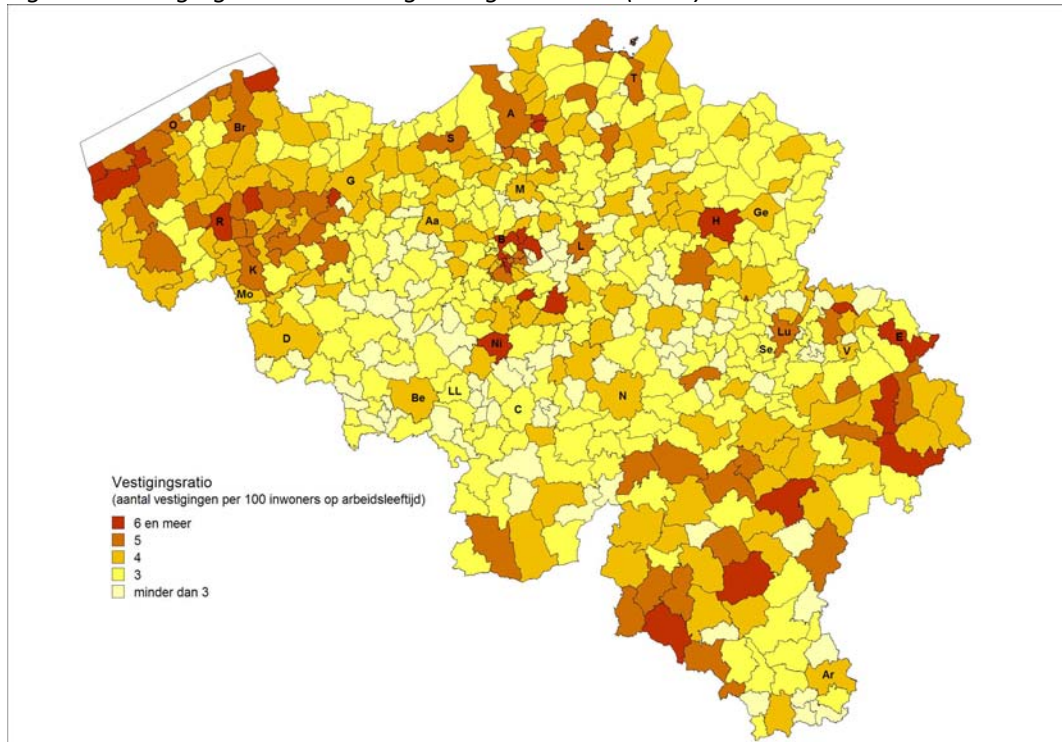 O
Br
T
A
S
G
M
Aa
Ge
H
R
B
L
K
Mo
D
Lu
E
Ni
Se
V
Be
LL
N
C
Vestigingsratio
(aantal vestigingen per 100 inwoners op arbeidsleeftijd)
6 en meer
5
4
3
minder dan 3
Ar